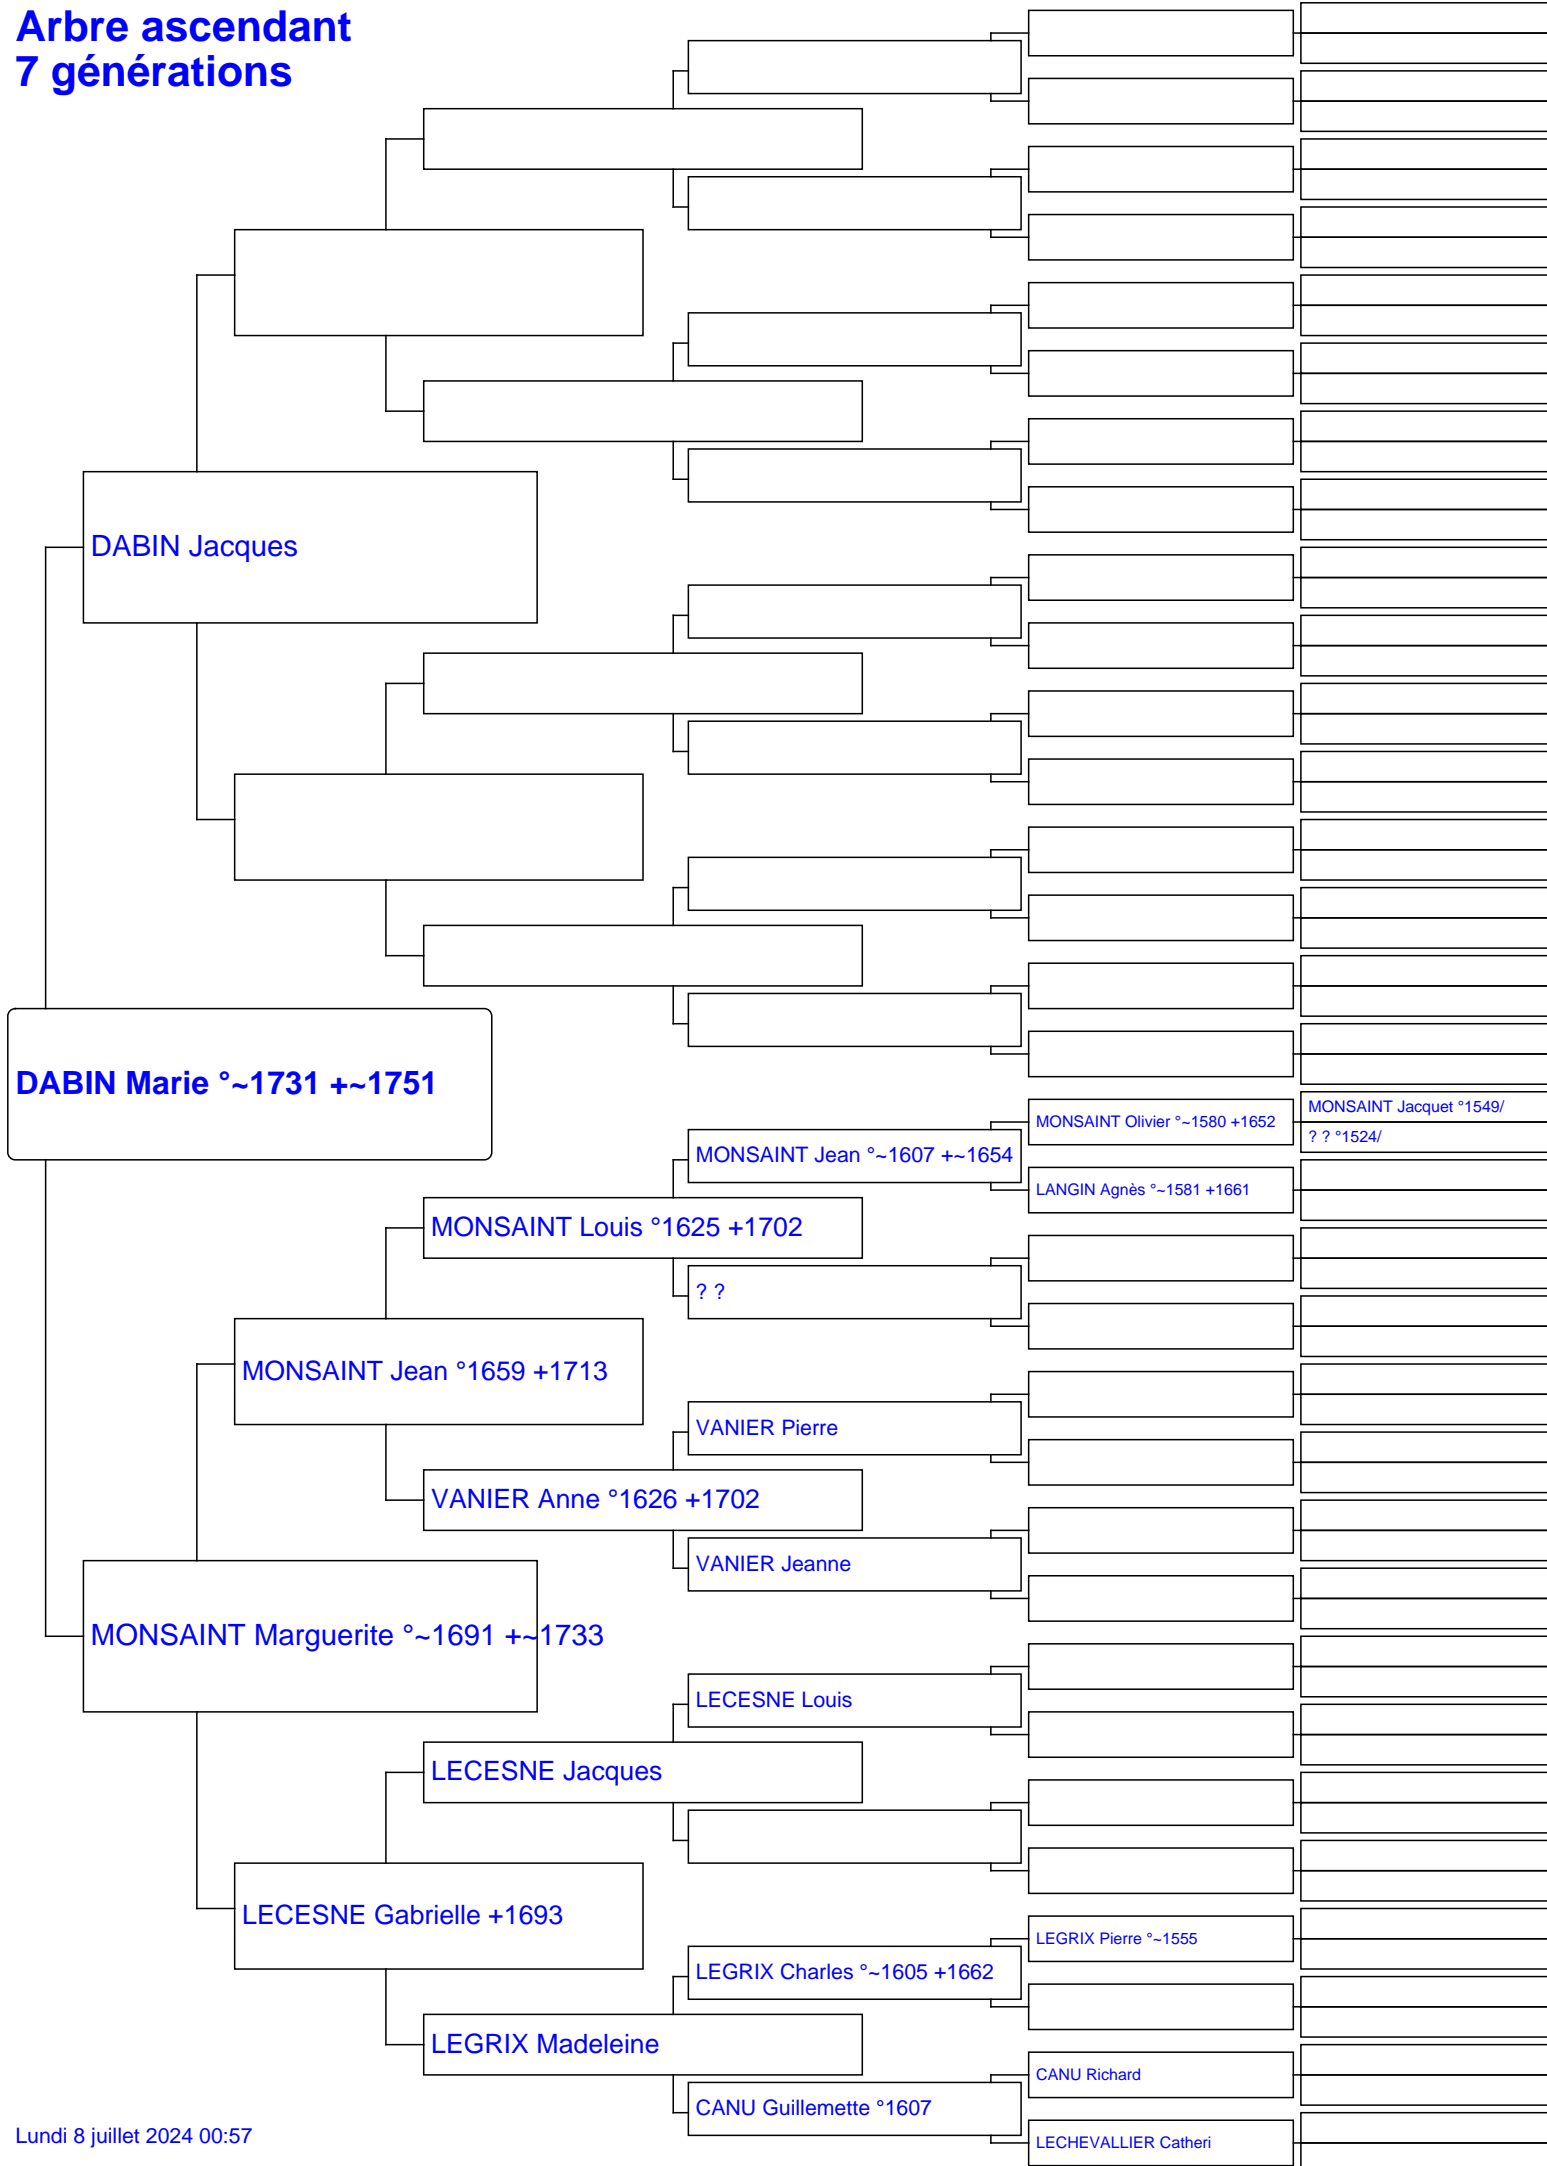 Arbre ascendant
7 générations
DABIN Jacques
DABIN Marie °~1731 +~1751
MONSAINT Jacquet °1549/
MONSAINT Olivier °~1580 +1652
? ? °1524/
MONSAINT Jean °~1607 +~1654
LANGIN Agnès °~1581 +1661
MONSAINT Louis °1625 +1702
? ?
MONSAINT Jean °1659 +1713
VANIER Pierre
VANIER Anne °1626 +1702
VANIER Jeanne
MONSAINT Marguerite °~1691 +~1733
LECESNE Louis
LECESNE Jacques
LECESNE Gabrielle +1693
LEGRIX Pierre °~1555
LEGRIX Charles °~1605 +1662
LEGRIX Madeleine
CANU Richard
CANU Guillemette °1607
LECHEVALLIER Catheri
Lundi 8 juillet 2024 00:57